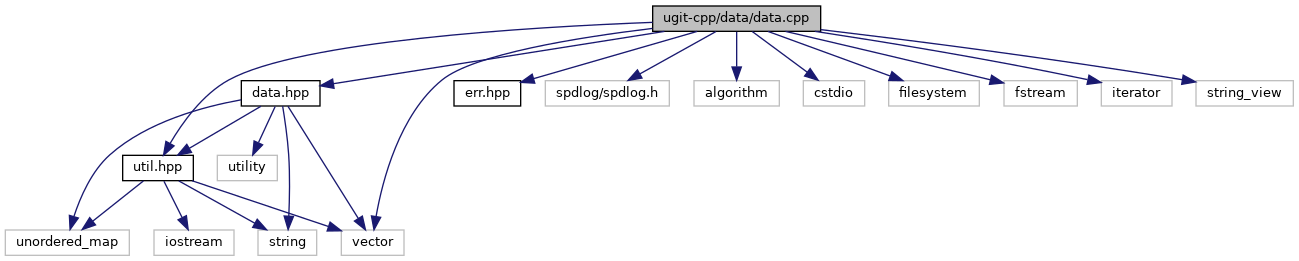 ugit-cpp/data/data.cpp
data.hpp
err.hpp
spdlog/spdlog.h
algorithm
cstdio
filesystem
fstream
iterator
string_view
util.hpp
utility
unordered_map
iostream
string
vector